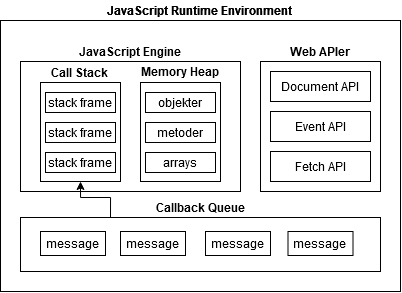 JavaScript Runtime Environment
JavaScript Engine
Call Stack
stack frame
stack frame
stack frame
Memory Heap
objekter
metoder
arrays
Web APIer
Document API
Event API
Fetch API
Callback Queue
message
message
message
message